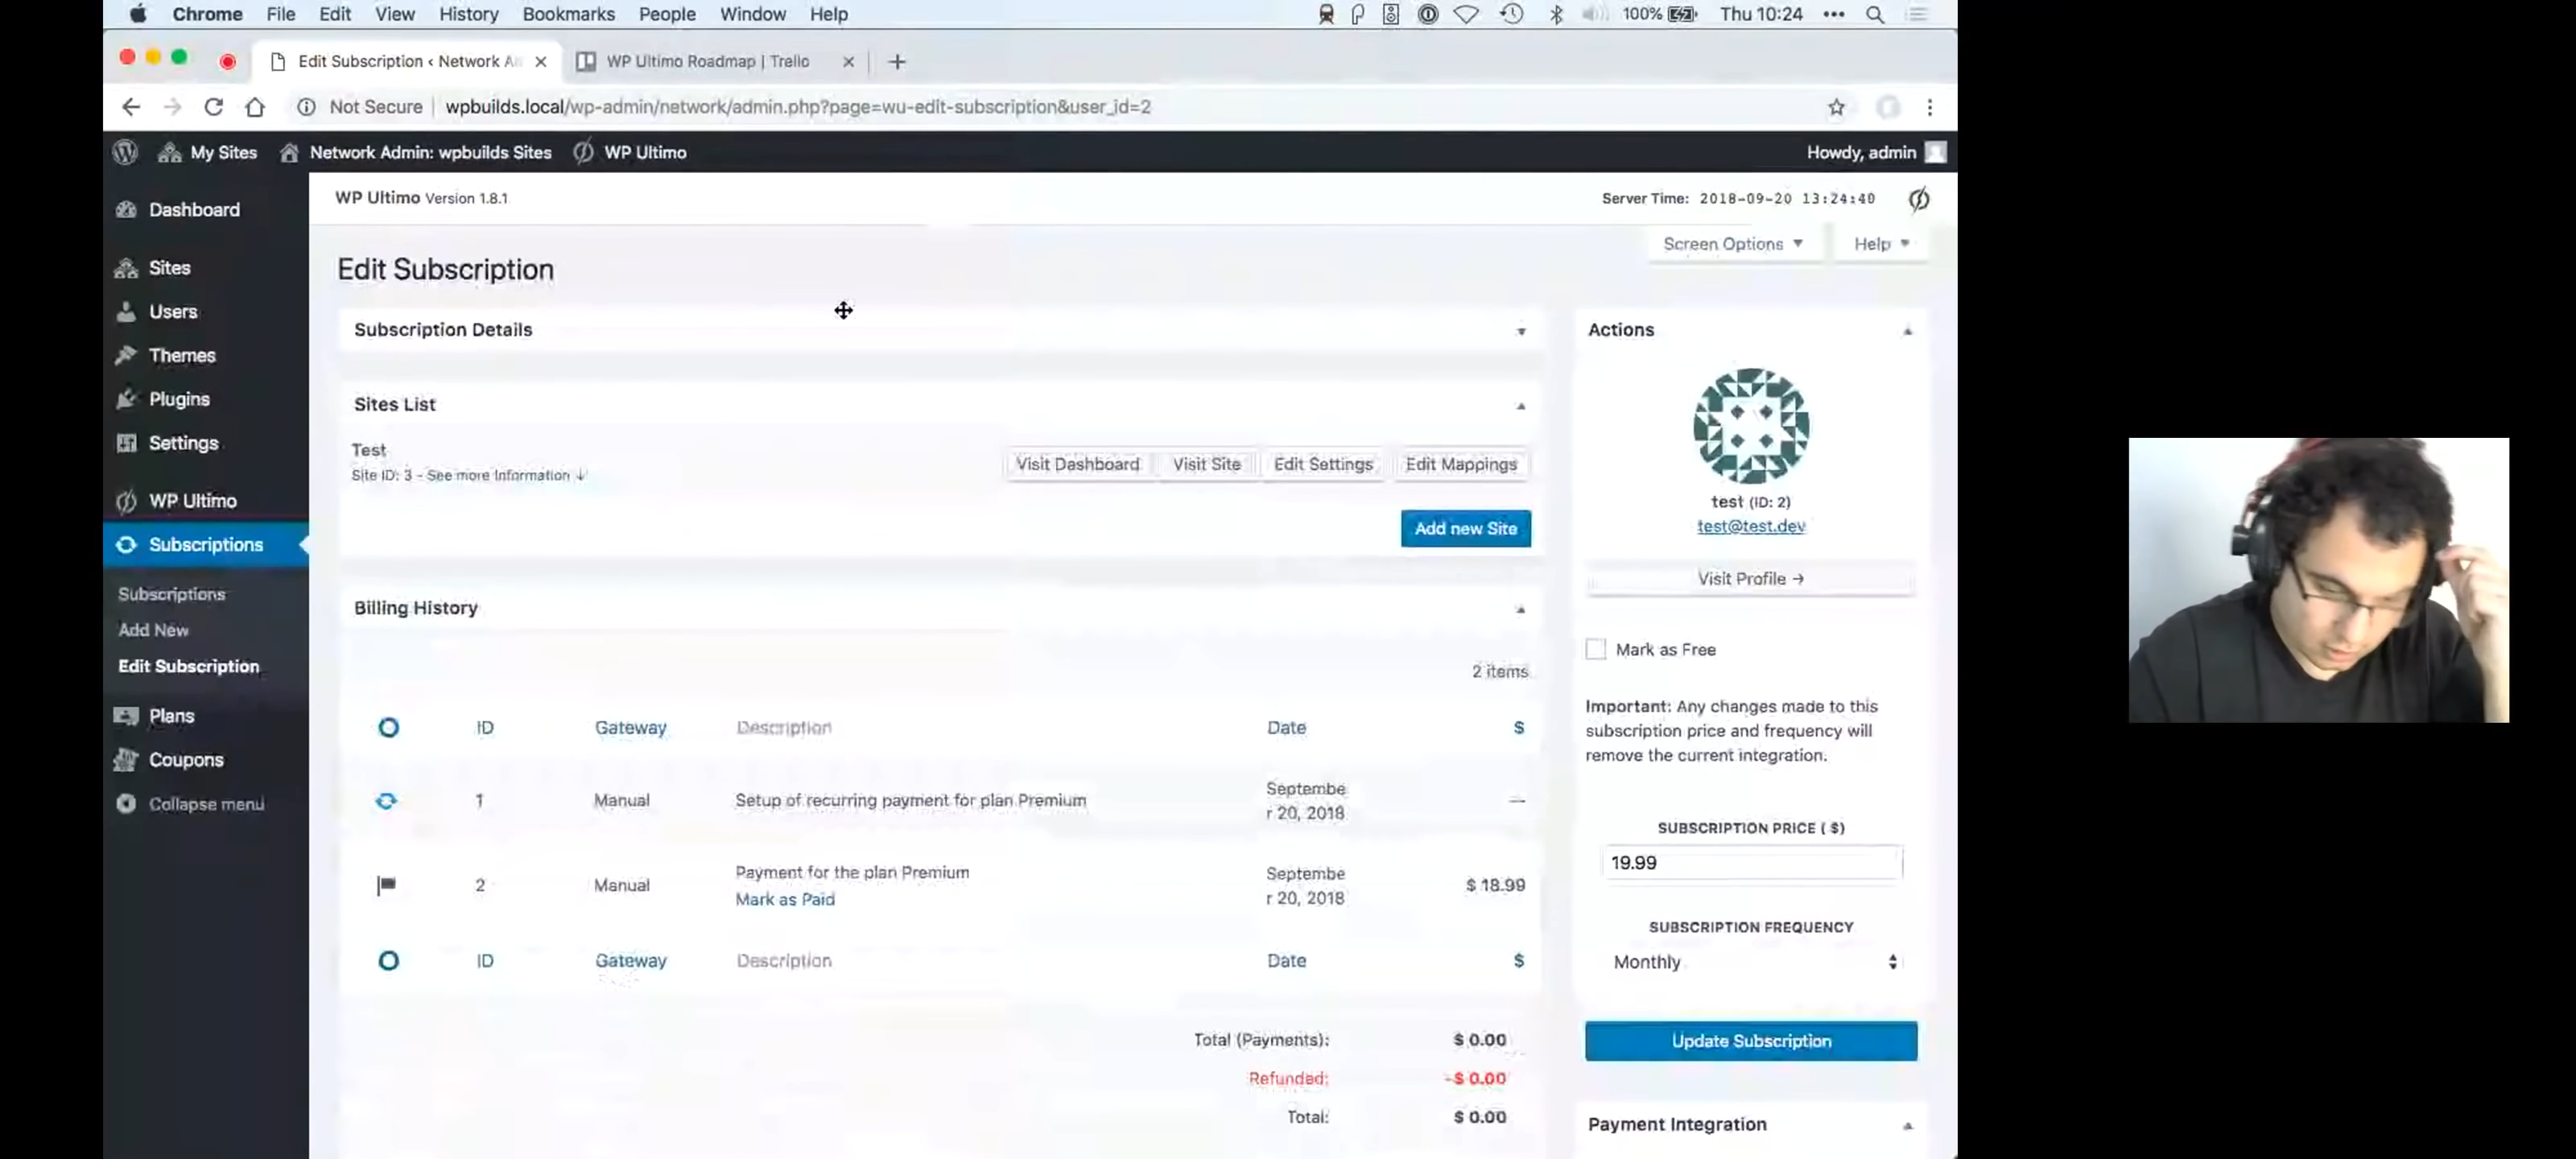 Chrome File Edit View History Bookmarks People Window Help 100% Thu 10:24
Edit Subscription ‹ Network A
WP Ultimo Roadmap | Trello
Not Secure | wpbuilds.local/wp-admin/network/admin.php?page=wu-edit-subscription&user_id=2
My Sites Network Admin: wpbuilds Sites WP Ultimo Howdy, admin
Dashboard
Sites
Users
Themes
Plugins
Settings
WP Ultimo
Subscriptions
Subscriptions
Add New
Edit Subscription
Plans
Coupons
Collapse menu
WP Ultimo Version 1.8.1
Server Time: 2018-09-20 13:24:40
Screen Options Help
Edit Subscription
Subscription Details
Sites List
Test
Site ID: 3 - See more Information ↓
Visit Dashboard Visit Site Edit Settings Edit Mappings
Add new Site
Billing History
2 items
ID Gateway Description Date $
1 Manual Setup of recurring payment for plan Premium Septembe
r 20, 2018 —
2 Manual Payment for the plan Premium Septembe
Mark as Paid r 20, 2018 $ 18.99
ID Gateway Description Date $
Total (Payments): $ 0.00
Refunded: -$ 0.00
Total: $ 0.00
Actions
test (ID: 2)
test@test.dev
Visit Profile →
Mark as Free
Important: Any changes made to this
subscription price and frequency will
remove the current integration.
SUBSCRIPTION PRICE ( $)
19.99
SUBSCRIPTION FREQUENCY
Monthly
Update Subscription
Payment Integration